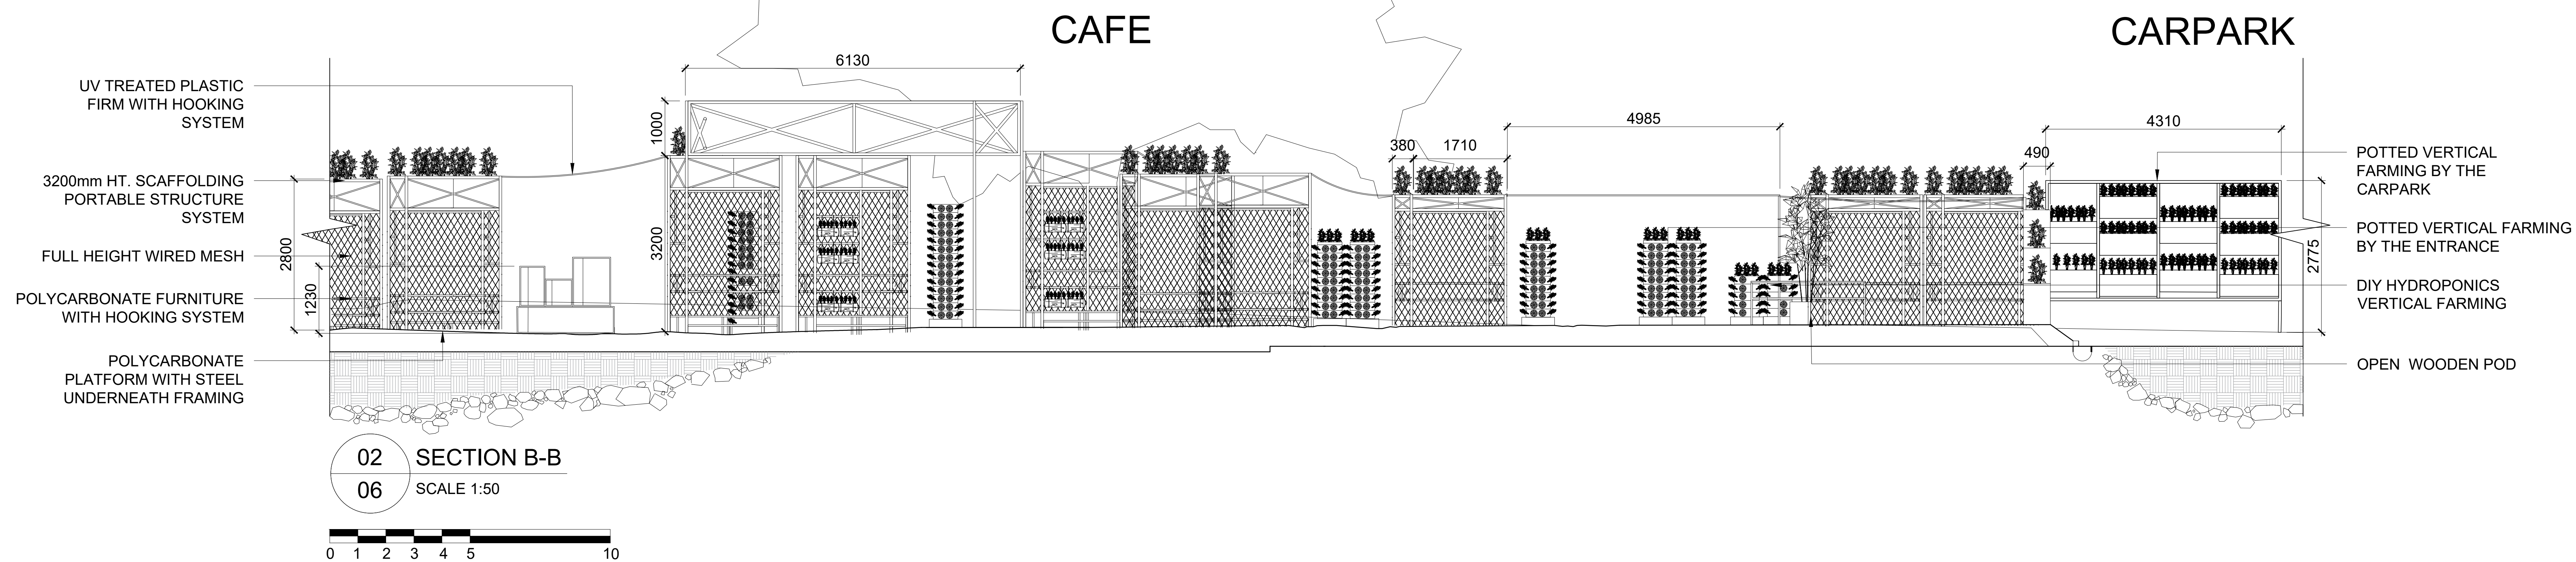 CAFE
CARPARK
UV TREATED PLASTIC
FIRM WITH HOOKING
SYSTEM
3200mm HT. SCAFFOLDING
PORTABLE STRUCTURE
SYSTEM
FULL HEIGHT WIRED MESH
POLYCARBONATE FURNITURE
WITH HOOKING SYSTEM
POLYCARBONATE
PLATFORM WITH STEEL
UNDERNEATH FRAMING
2800
1230
6130
1000
3200
380
1710
4985
490
4310
2775
POTTED VERTICAL
FARMING BY THE
CARPARK
POTTED VERTICAL FARMING
BY THE ENTRANCE
DIY HYDROPONICS
VERTICAL FARMING
OPEN WOODEN POD
02
06
SECTION B-B
SCALE 1:50
0 1 2 3 4 5 10